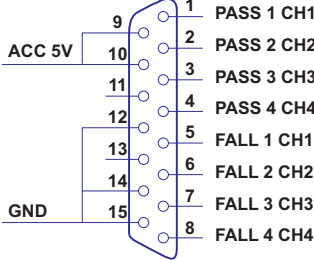 1 PASS 1 CH1
9
2 PASS 2 CH2
ACC 5V
10
3 PASS 3 CH3
11
4 PASS 4 CH4
12
5 FALL 1 CH1
13
6 FALL 2 CH2
14
7 FALL 3 CH3
GND
15
8 FALL 4 CH4